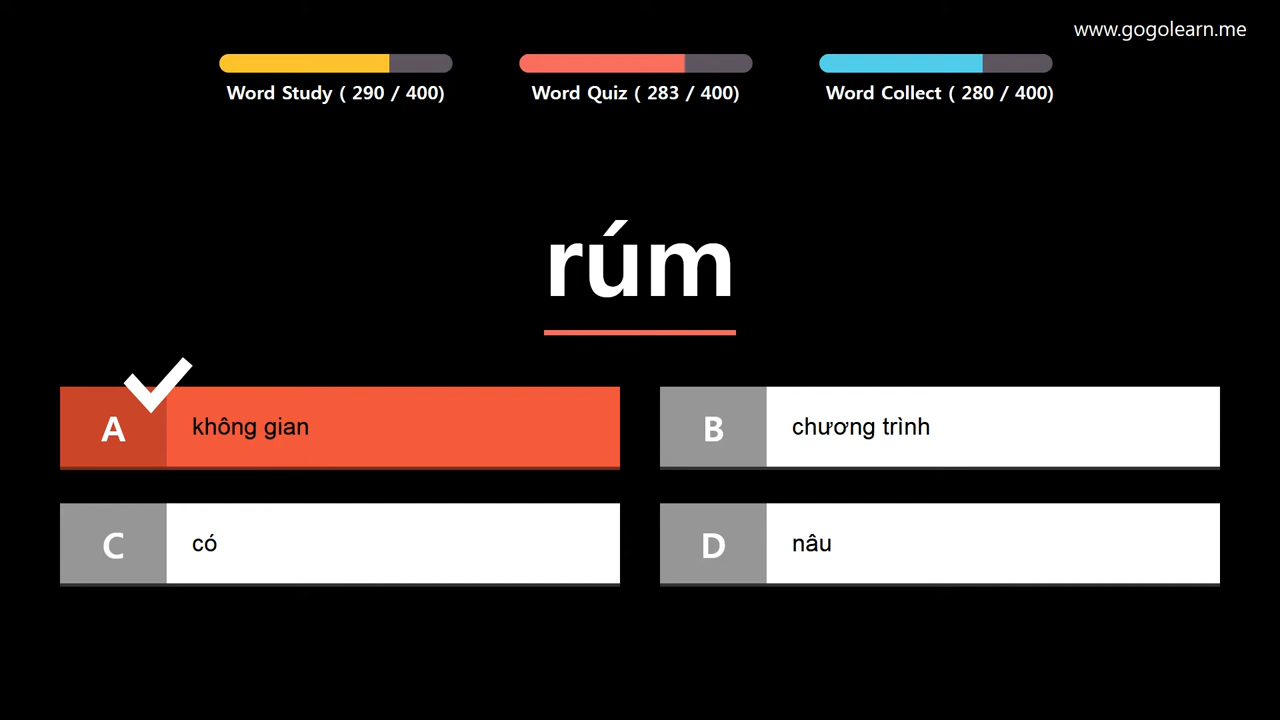 www.gogolearn.me
Word Study ( 290 / 400)
Word Quiz ( 283 / 400)
Word Collect ( 280 / 400)
rúm
A
không gian
B
chương trình
C
có
D
nâu